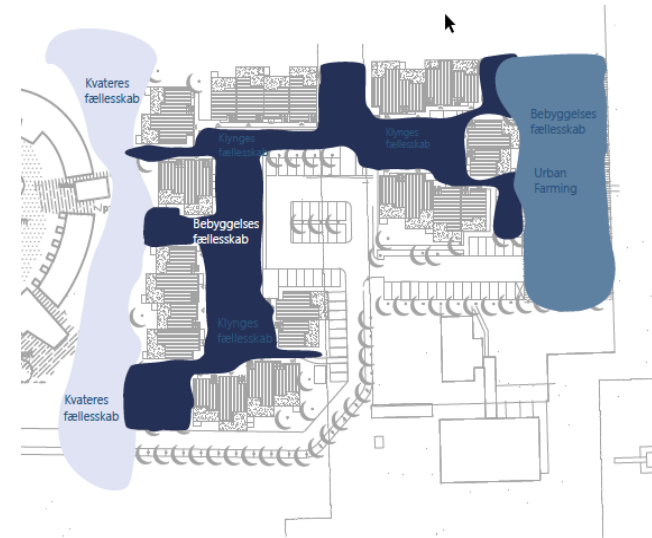 Kvateres
fællesskab
Klynges
fællesskab
Klynges
fællesskab
Bebyggelses
fællesskab
Urban
Farming
Bebyggelses
fællesskab
Klynges
fællesskab
Kvateres
fællesskab